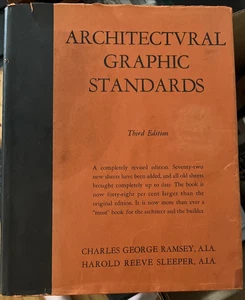 ARCHITECTVRAL
GRAPHIC
STANDARDS
Third Edition
A completely revised edition. Seventy-two
new sheets have been added, and all old sheets
brought completely up to date. The book is
now forty-eight per cent larger than the
original edition. It is now more than ever a
"must" book for the architect and the builder.
CHARLES GEORGE RAMSEY, A.I.A.
HAROLD REEVE SLEEPER, A.I.A.